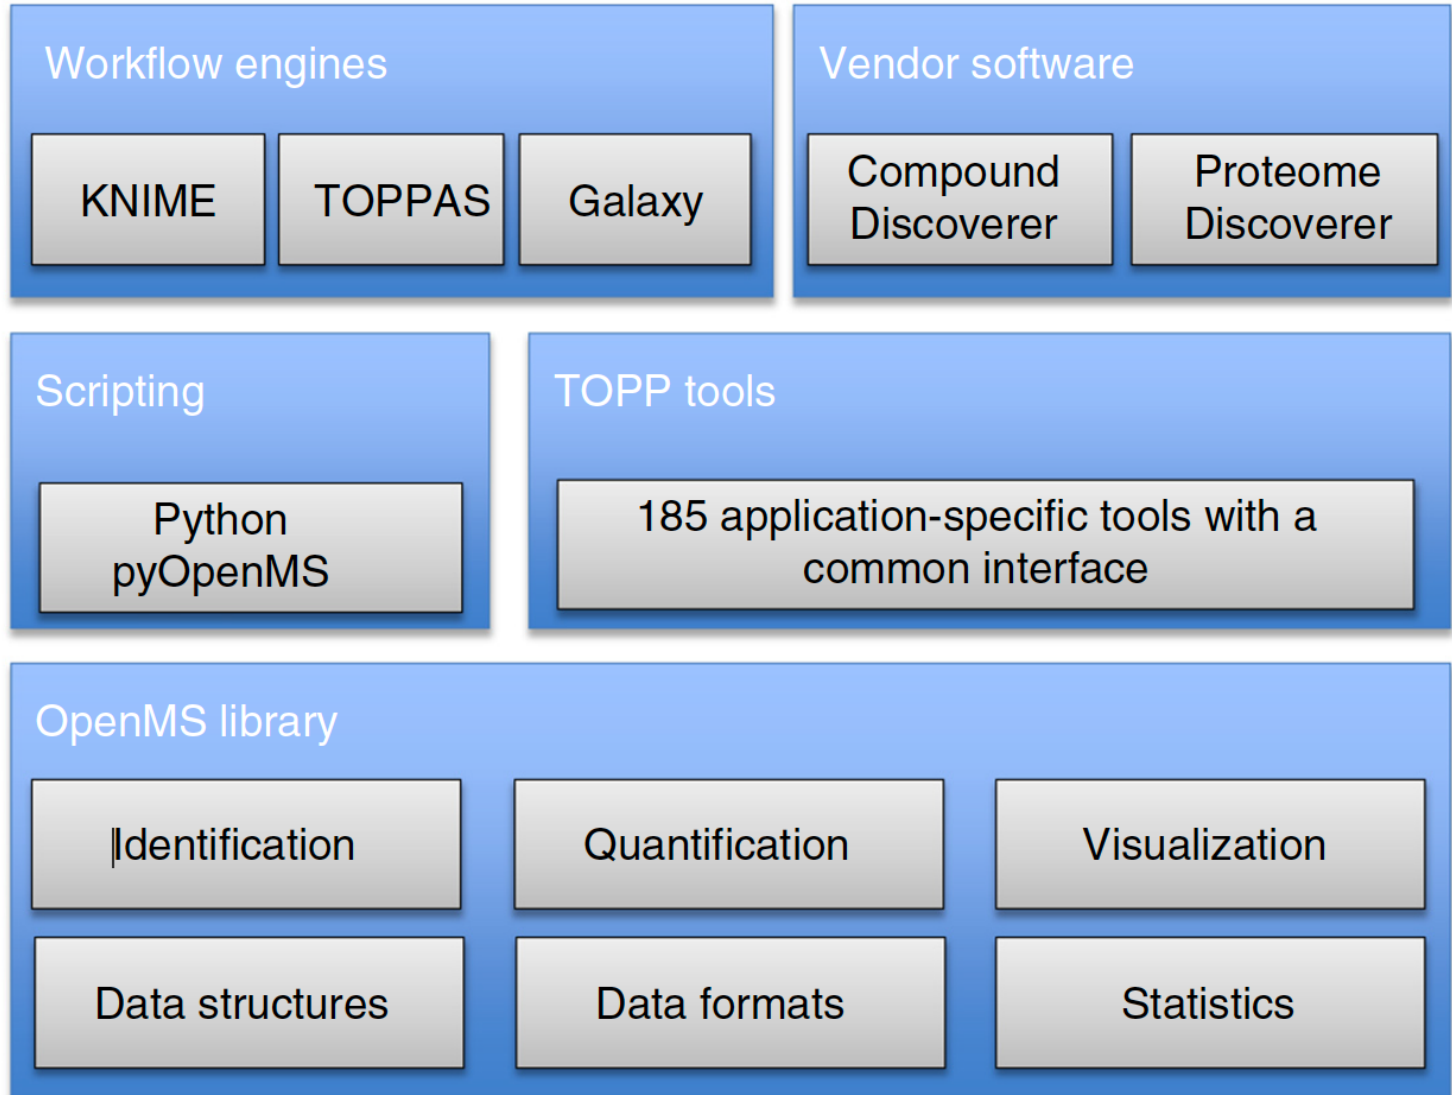 Workflow engines
KNIME
TOPPAS
Galaxy
Vendor software
Compound
Discoverer
Proteome
Discoverer
Scripting
Python
pyOpenMS
TOPP tools
185 application-specific tools with a
common interface
OpenMS library
Identification
Quantification
Visualization
Data structures
Data formats
Statistics